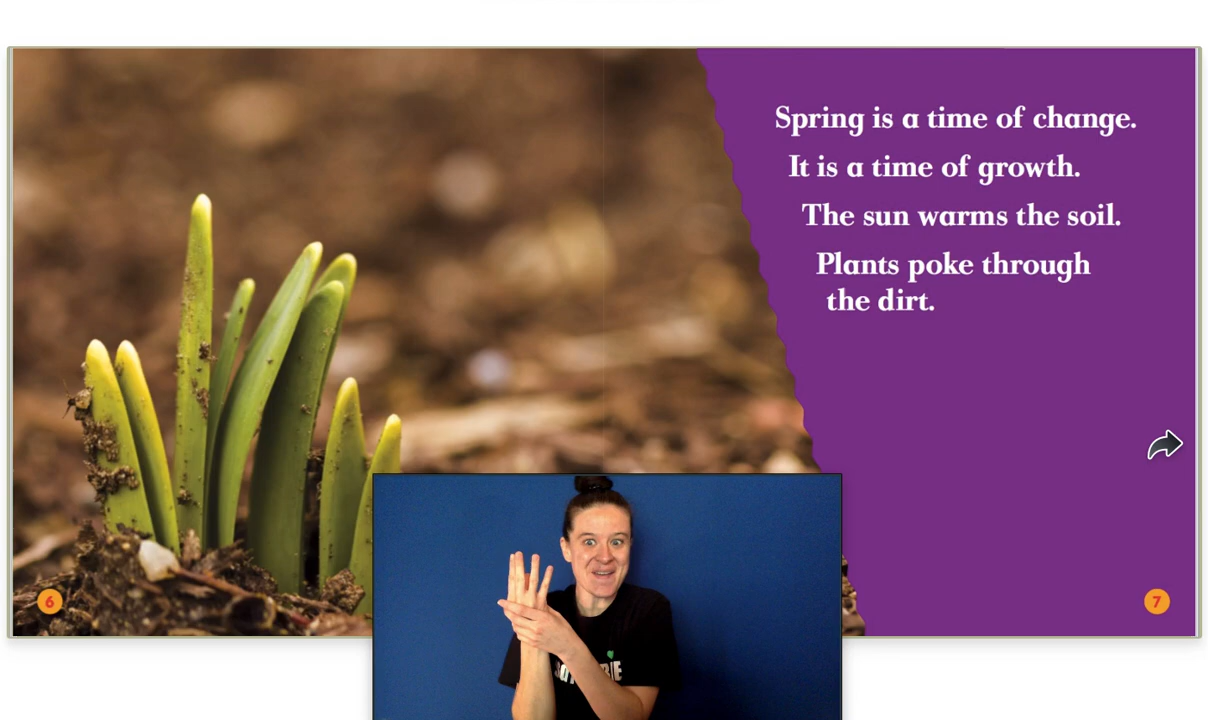 Spring is a time of change.
It is a time of growth.
The sun warms the soil.
Plants poke through
the dirt.
6
7